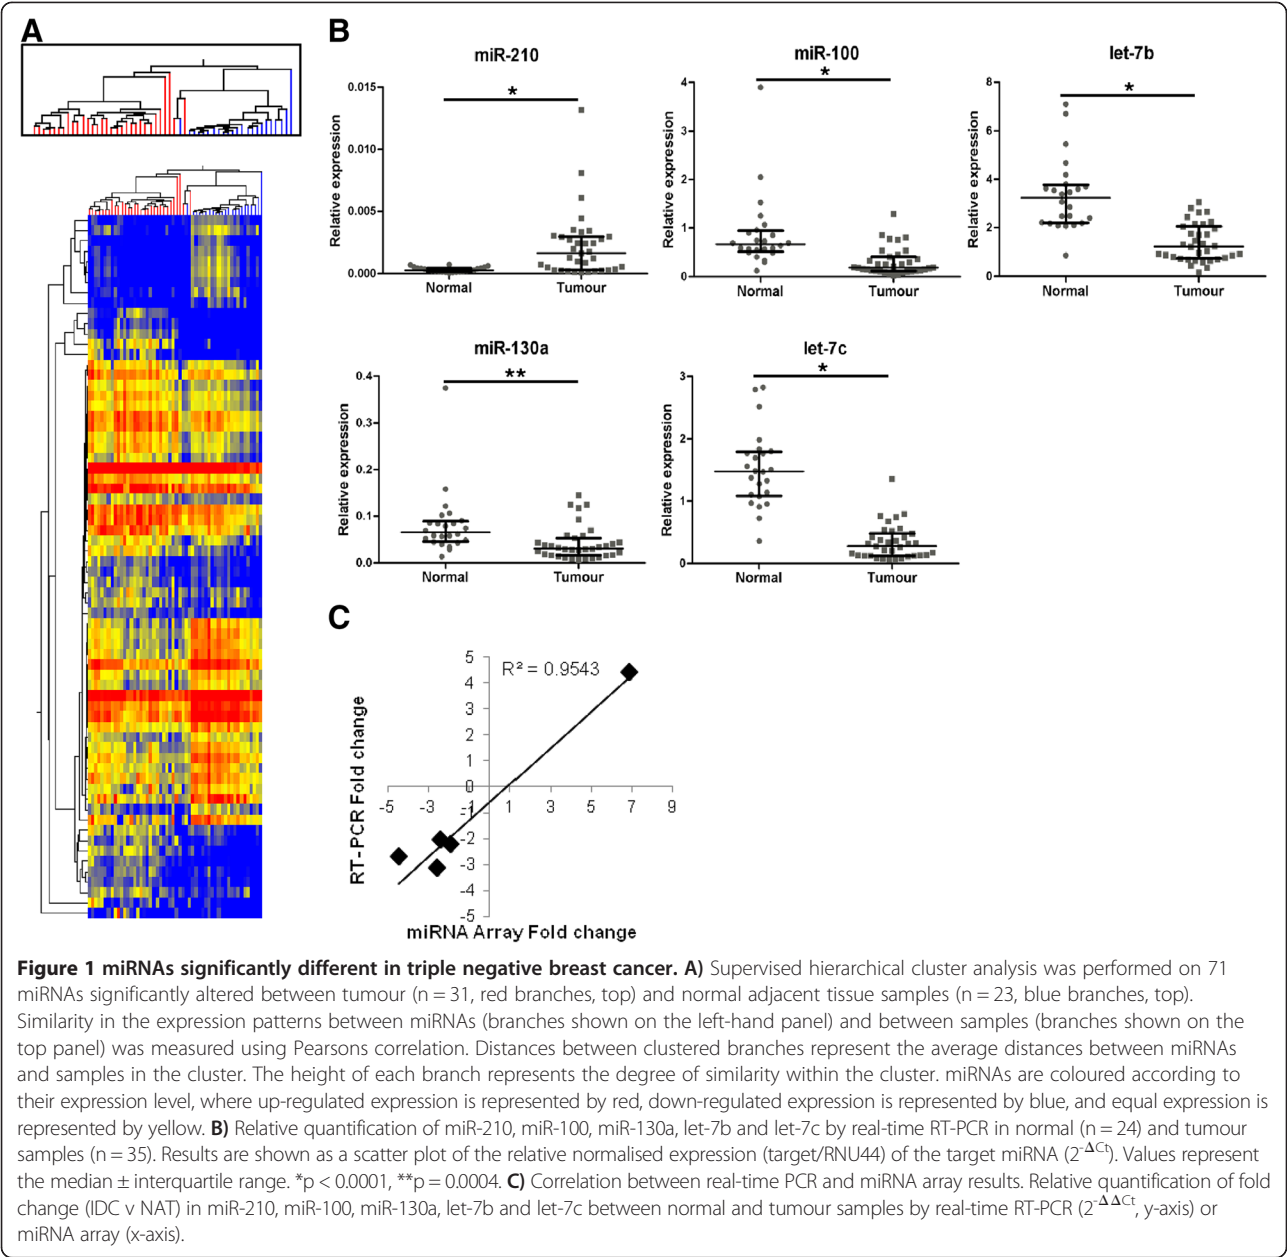 A
B
miR-210
Relative expression
0.015
0.010
0.005
0.000
*
Normal
Tumour
miR-100
Relative expression
4
3
2
1
0
*
Normal
Tumour
let-7b
Relative expression
8
6
4
2
0
*
Normal
Tumour
miR-130a
Relative expression
0.4
0.3
0.2
0.1
0.0
**
Normal
Tumour
let-7c
Relative expression
3
2
1
0
*
Normal
Tumour
C
R² = 0.9543
RT-PCR Fold change
5
4
3
2
1
0
-1
-2
-3
-4
-5
-5 -3 -1 1 3 5 7 9
miRNA Array Fold change
Figure 1 miRNAs significantly different in triple negative breast cancer. A) Supervised hierarchical cluster analysis was performed on 71
miRNAs significantly altered between tumour (n = 31, red branches, top) and normal adjacent tissue samples (n = 23, blue branches, top).
Similarity in the expression patterns between miRNAs (branches shown on the left-hand panel) and between samples (branches shown on the
top panel) was measured using Pearsons correlation. Distances between clustered branches represent the average distances between miRNAs
and samples in the cluster. The height of each branch represents the degree of similarity within the cluster. miRNAs are coloured according to
their expression level, where up-regulated expression is represented by red, down-regulated expression is represented by blue, and equal expression is
represented by yellow. B) Relative quantification of miR-210, miR-100, miR-130a, let-7b and let-7c by real-time RT-PCR in normal (n = 24) and tumour
samples (n = 35). Results are shown as a scatter plot of the relative normalised expression (target/RNU44) of the target miRNA (2^-ΔCt). Values represent
the median ± interquartile range. *p < 0.0001, **p = 0.0004. C) Correlation between real-time PCR and miRNA array results. Relative quantification of fold
change (IDC v NAT) in miR-210, miR-100, miR-130a, let-7b and let-7c between normal and tumour samples by real-time RT-PCR (2^-ΔΔCt, y-axis) or
miRNA array (x-axis).